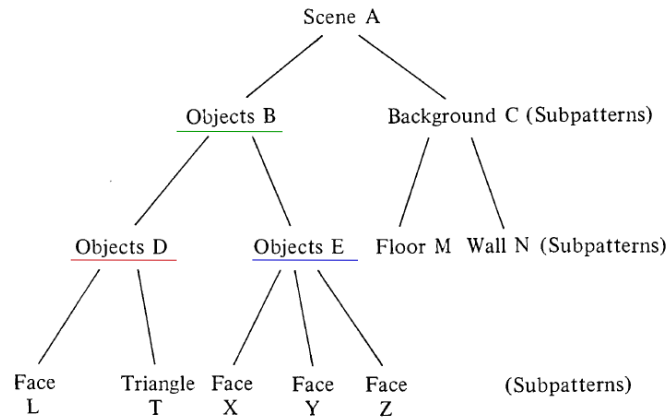 Scene A
Objects B
Background C (Subpatterns)
Objects D
Objects E
Floor M
Wall N (Subpatterns)
Face L
Triangle T
Face X
Face Y
Face Z
(Subpatterns)